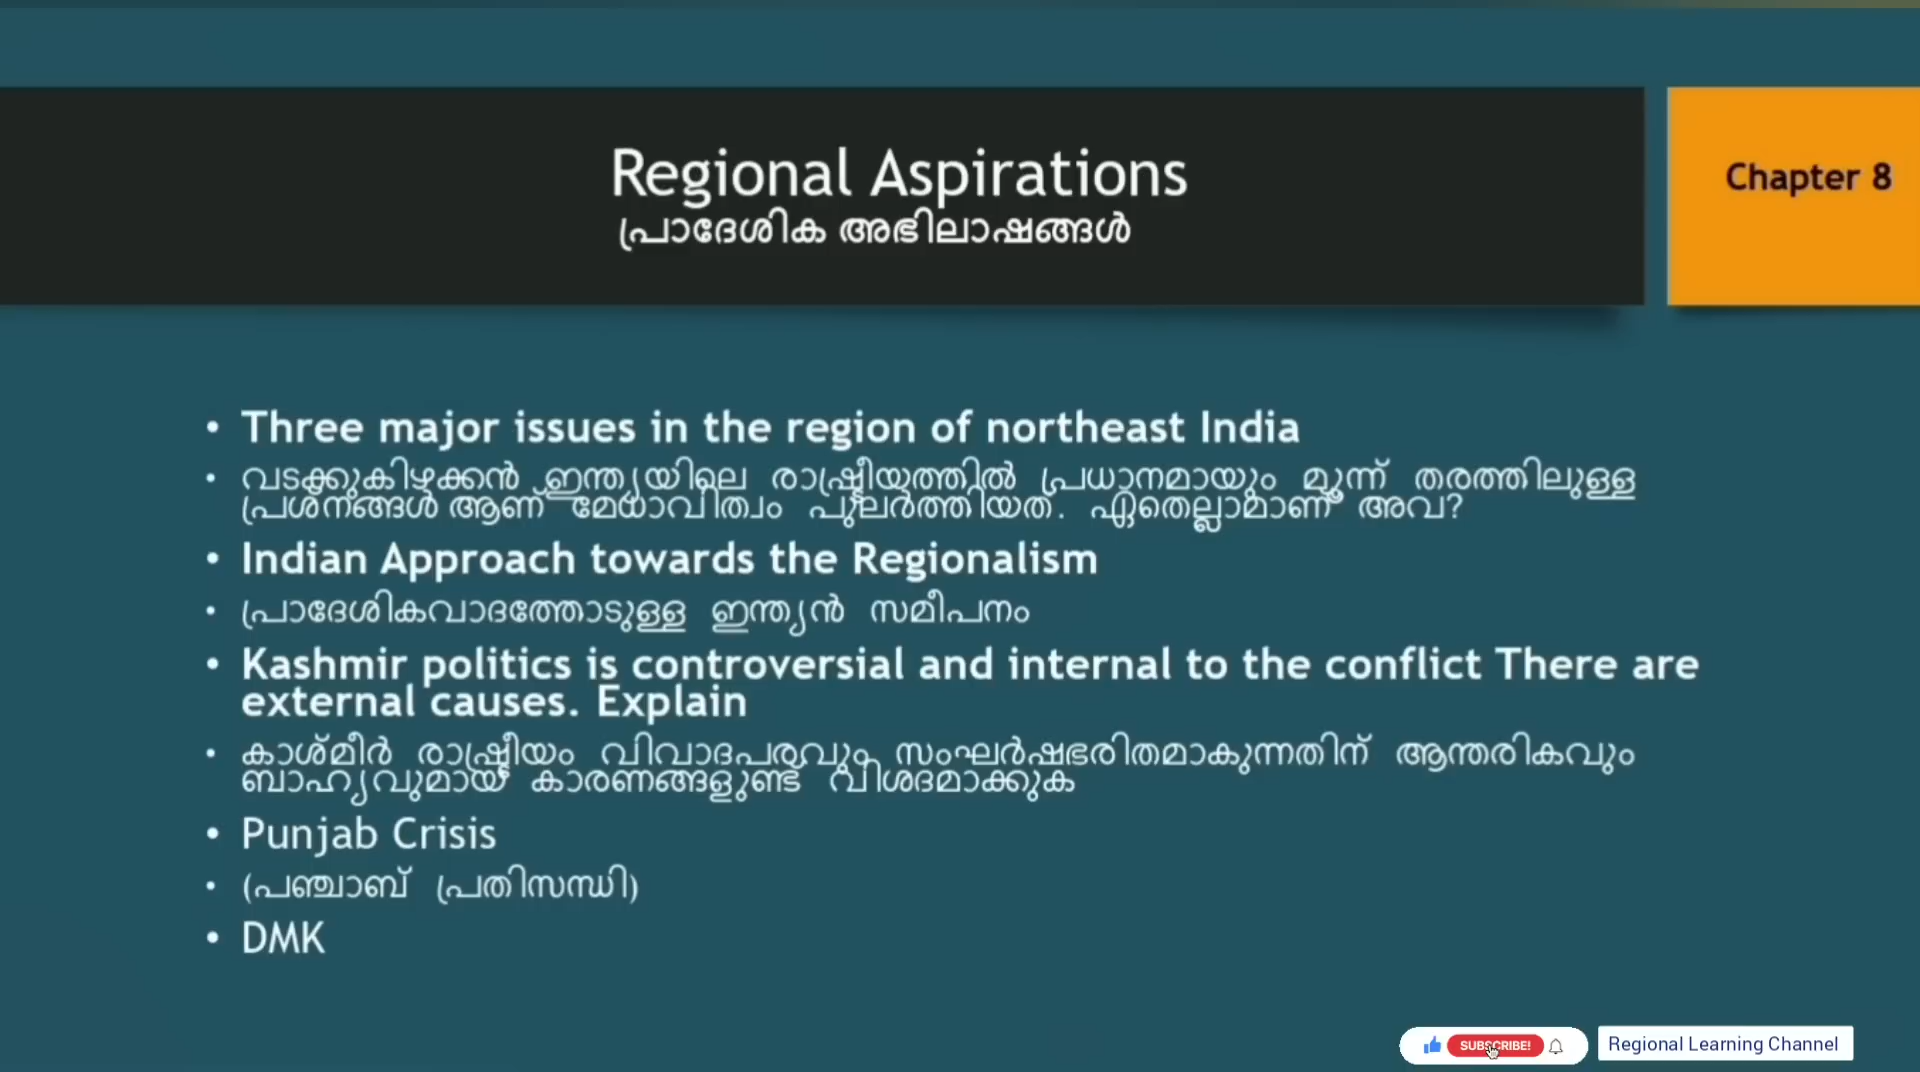 Regional Aspirations
പ്രാദേശിക അഭിലാഷങ്ങൾ
Chapter 8
• Three major issues in the region of northeast India
• വടക്കുകിഴക്കൻ ഇന്ത്യയിലെ രാഷ്ട്രീയത്തിൽ പ്രധാനമായും മൂന്ന് തരത്തിലുള്ള
പ്രശ്നങ്ങൾ ആണ് മേധാവിത്വം പുലർത്തിയത്. ഏതെല്ലാമാണ് അവ?
• Indian Approach towards the Regionalism
• പ്രാദേശികവാദത്തോടുള്ള ഇന്ത്യൻ സമീപനം
• Kashmir politics is controversial and internal to the conflict There are
external causes. Explain
• കാശ്മീർ രാഷ്ട്രീയം വിവാദപരവും സംഘർഷഭരിതമാകുന്നതിന് ആന്തരികവും
ബാഹ്യവുമായ് കാരണങ്ങളുണ്ട് വിശദമാക്കുക
• Punjab Crisis
• (പഞ്ചാബ് പ്രതിസന്ധി)
• DMK
SUBSCRIBE!
Regional Learning Channel